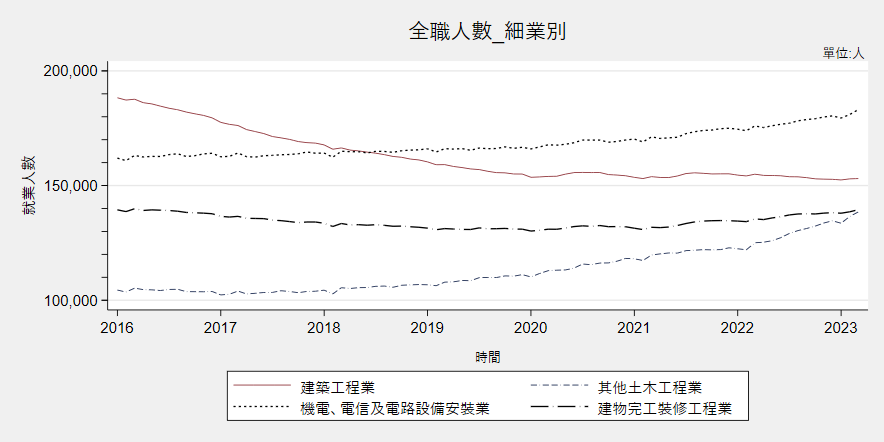 全職人數_細業別
單位:人
就業人數
200,000
150,000
100,000
2016 2017 2018 2019 2020 2021 2022 2023
時間
建築工程業 其他土木工程業
機電、電信及電路設備安裝業 建物完工裝修工程業